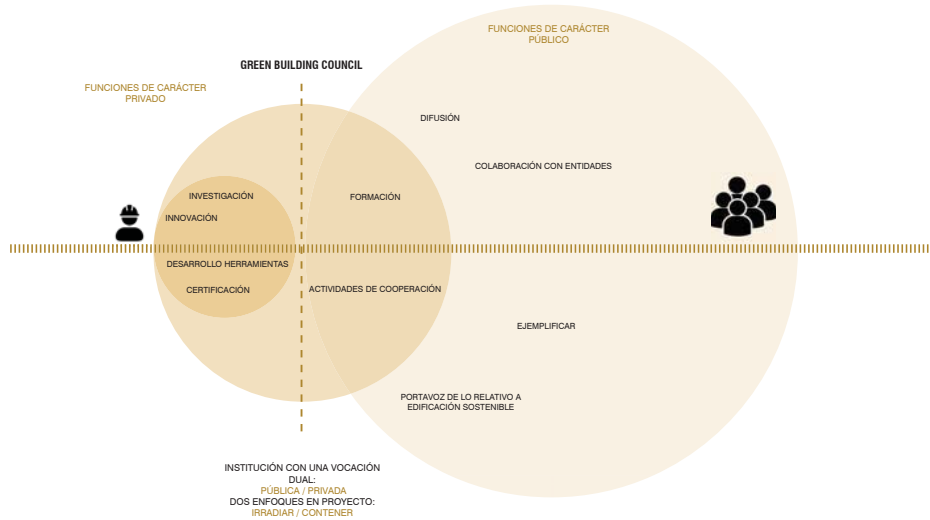 FUNCIONES DE CARÁCTER
PÚBLICO
GREEN BUILDING COUNCIL
FUNCIONES DE CARÁCTER
PRIVADO
DIFUSIÓN
COLABORACIÓN CON ENTIDADES
INVESTIGACIÓN
FORMACIÓN
INNOVACIÓN
DESARROLLO HERRAMIENTAS
CERTIFICACIÓN
ACTIVIDADES DE COOPERACIÓN
EJEMPLIFICAR
PORTAVOZ DE LO RELATIVO A
EDIFICACIÓN SOSTENIBLE
INSTITUCIÓN CON UNA VOCACIÓN
DUAL:
PÚBLICA / PRIVADA
DOS ENFOQUES EN PROYECTO:
IRRADIAR / CONTENER